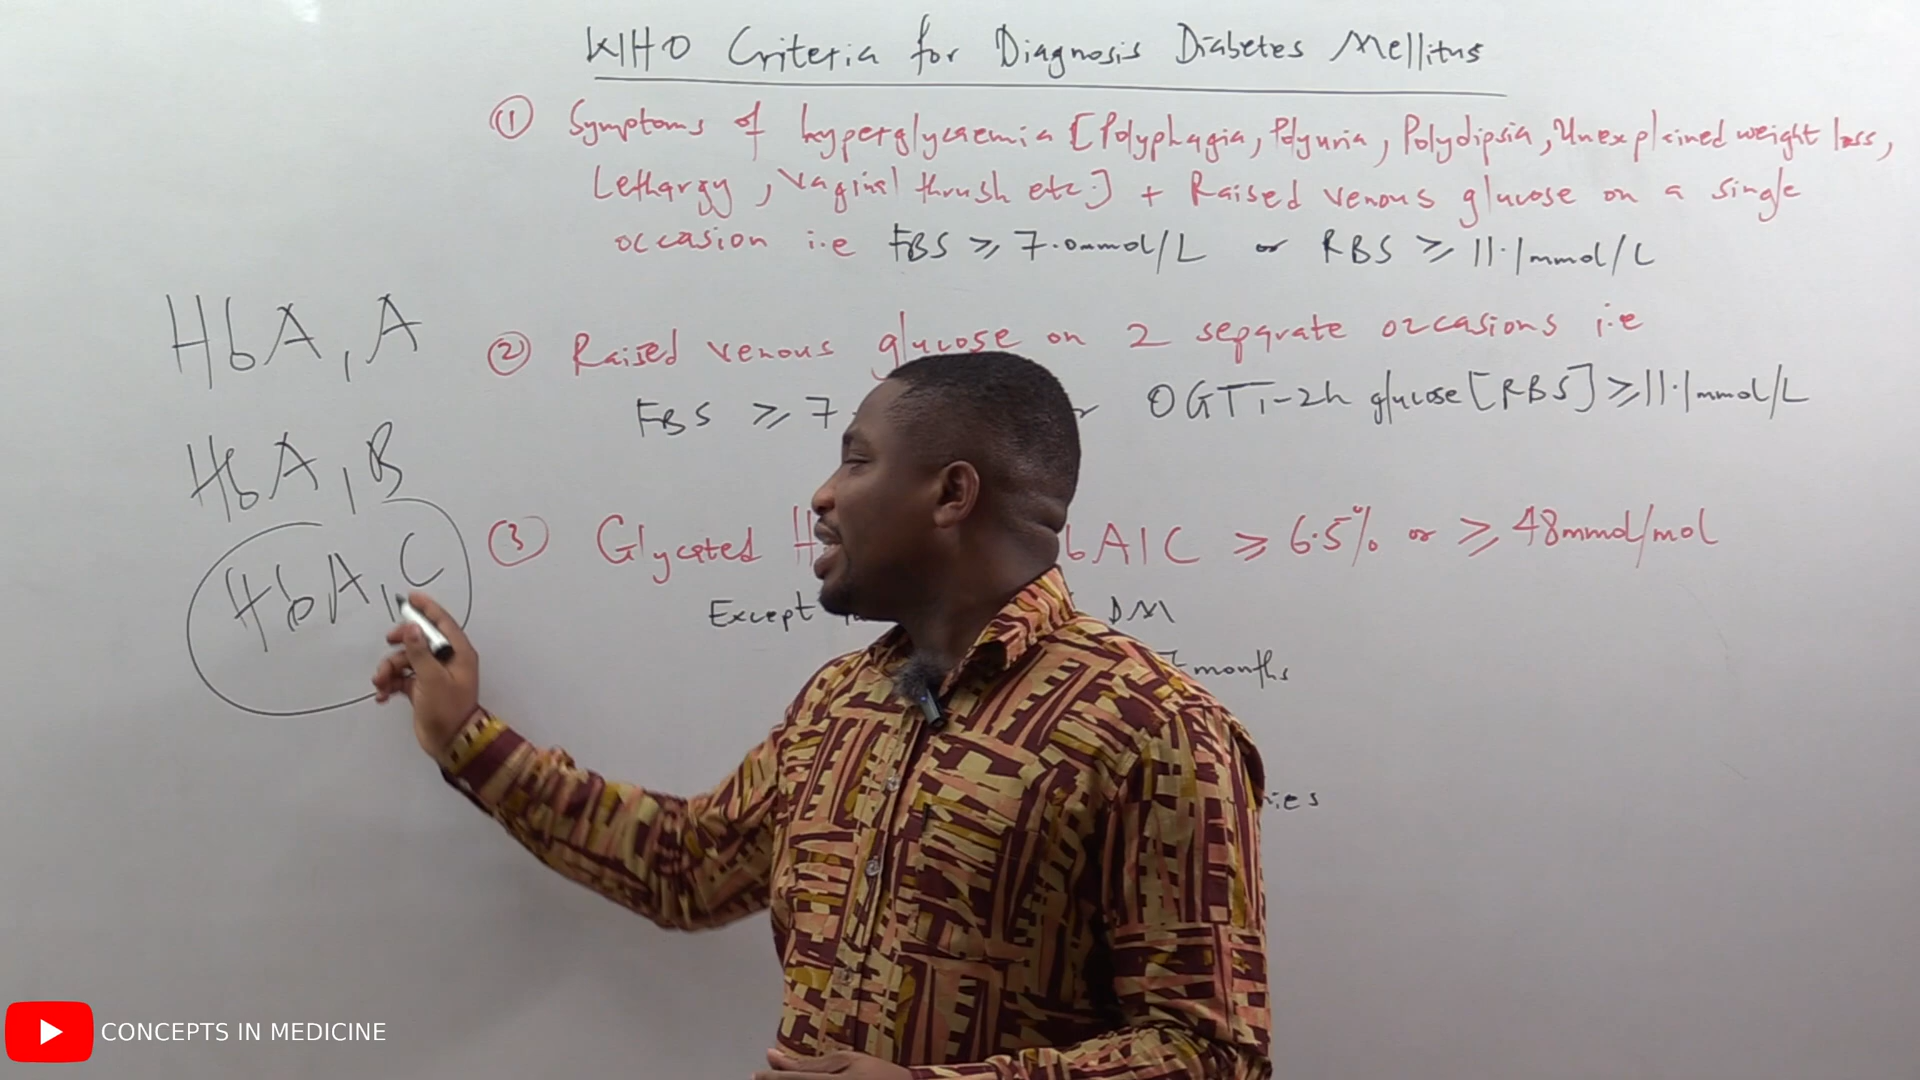 WHO Criteria for Diagnosis Diabetes Mellitus
① Symptoms of hyperglycaemia [Polyphagia, Polyuria, Polydipsia, Unexplained weight loss,
Lethargy, Vaginal thrush etc.] + Raised venous glucose on a single
occasion i.e FBS ≥ 7.0mmol/L or RBS ≥ 11.1mmol/L
② Raised venous glucose on 2 separate occasions i.e
FBS ≥ 7 OGTT-2h glucose [RBS] ≥ 11.1mmol/L
③ Glycated H bA1C ≥ 6.5% or ≥ 48mmol/mol
Except DM
months
HbA1A
HbA1B
HbA1C
CONCEPTS IN MEDICINE